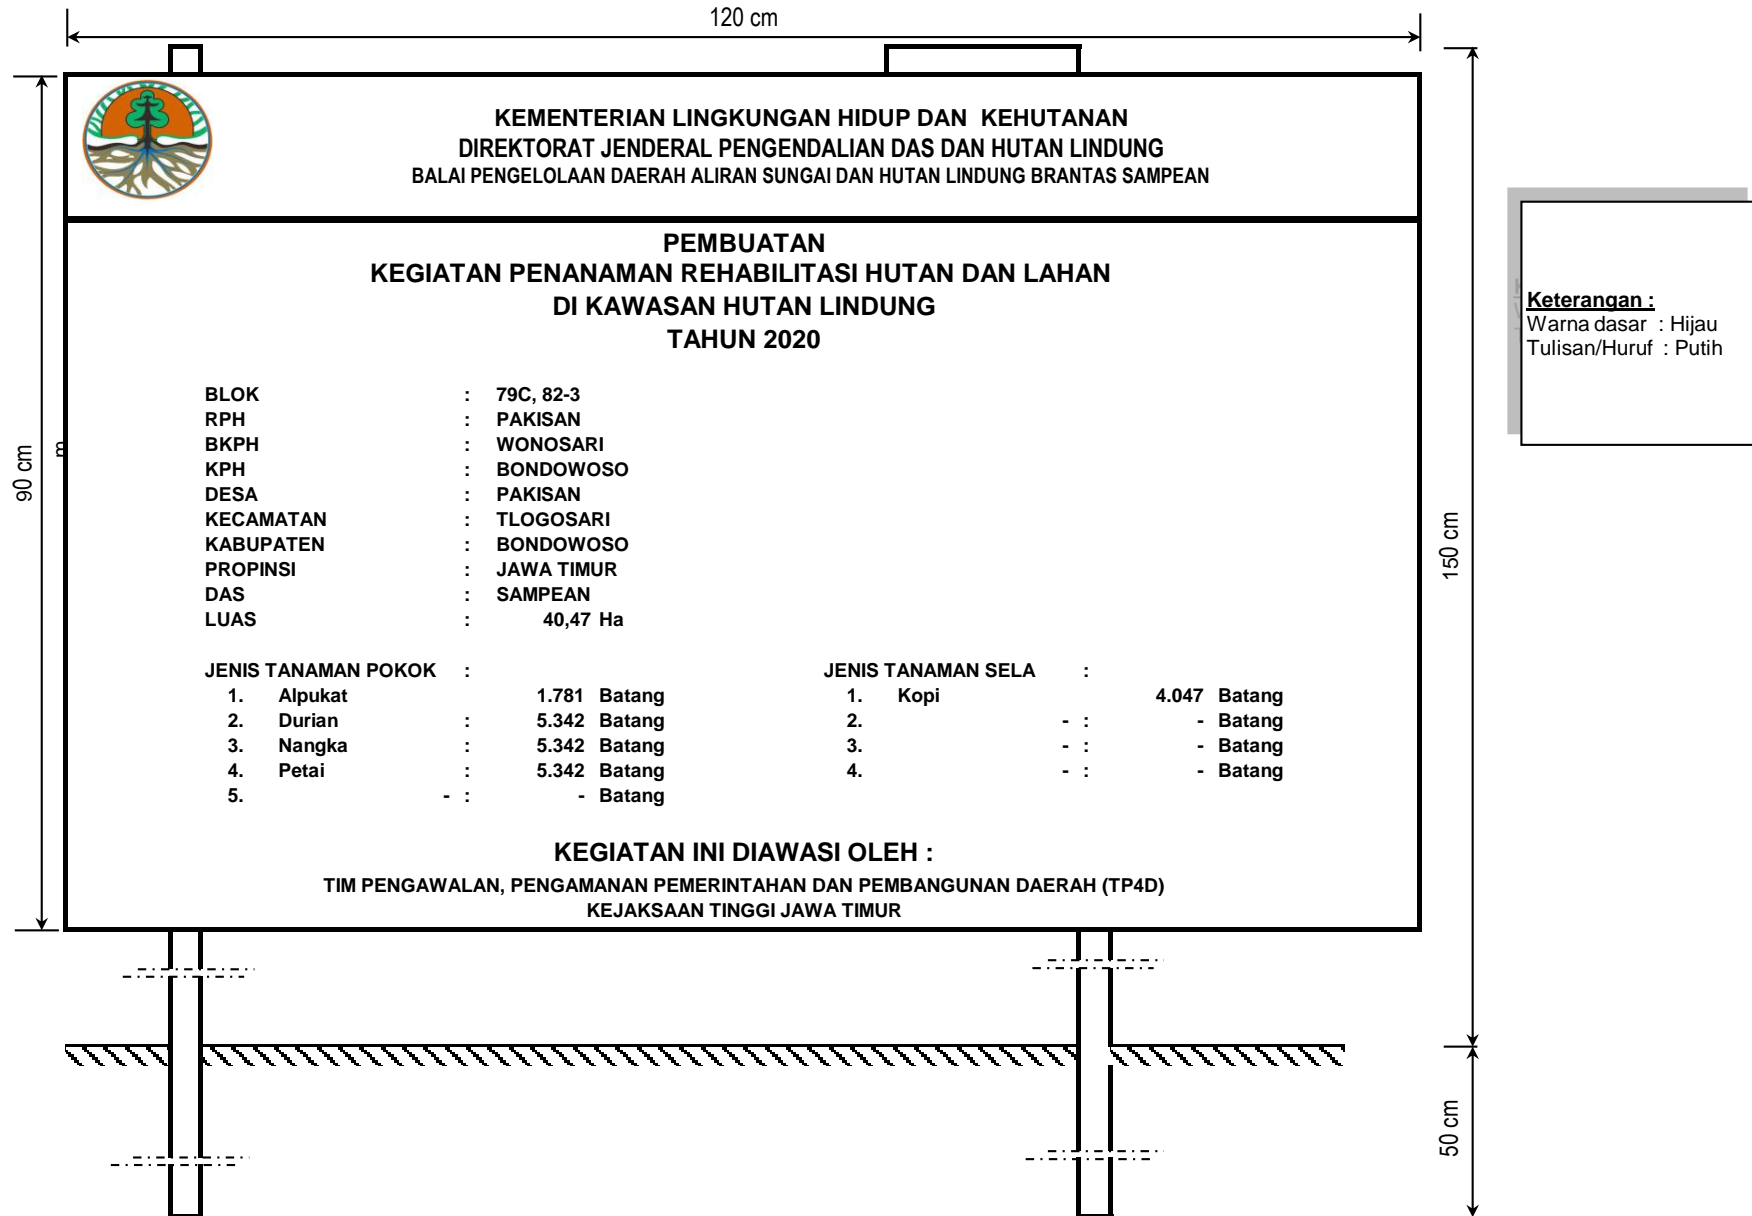 120 cm
KEMENTERIAN LINGKUNGAN HIDUP DAN KEHUTANAN
DIREKTORAT JENDERAL PENGENDALIAN DAS DAN HUTAN LINDUNG
BALAI PENGELOLAAN DAERAH ALIRAN SUNGAI DAN HUTAN LINDUNG BRANTAS SAMPEAN
PEMBUATAN
KEGIATAN PENANAMAN REHABILITASI HUTAN DAN LAHAN
DI KAWASAN HUTAN LINDUNG
TAHUN 2020
BLOK : 79C, 82-3
RPH : PAKISAN
BKPH : WONOSARI
KPH : BONDOWOSO
DESA : PAKISAN
KECAMATAN : TLOGOSARI
KABUPATEN : BONDOWOSO
PROPINSI : JAWA TIMUR
DAS : SAMPEAN
LUAS : 40,47 Ha
JENIS TANAMAN POKOK :
1. Alpukat 1.781 Batang
2. Durian : 5.342 Batang
3. Nangka : 5.342 Batang
4. Petai : 5.342 Batang
5. - : - Batang
JENIS TANAMAN SELA :
1. Kopi 4.047 Batang
2. - : - Batang
3. - : - Batang
4. - : - Batang
KEGIATAN INI DIAWASI OLEH :
TIM PENGAWALAN, PENGAMANAN PEMERINTAHAN DAN PEMBANGUNAN DAERAH (TP4D)
KEJAKSAAN TINGGI JAWA TIMUR
90 cm
m
150 cm
50 cm
Keterangan :
Warna dasar : Hijau
Tulisan/Huruf : Putih